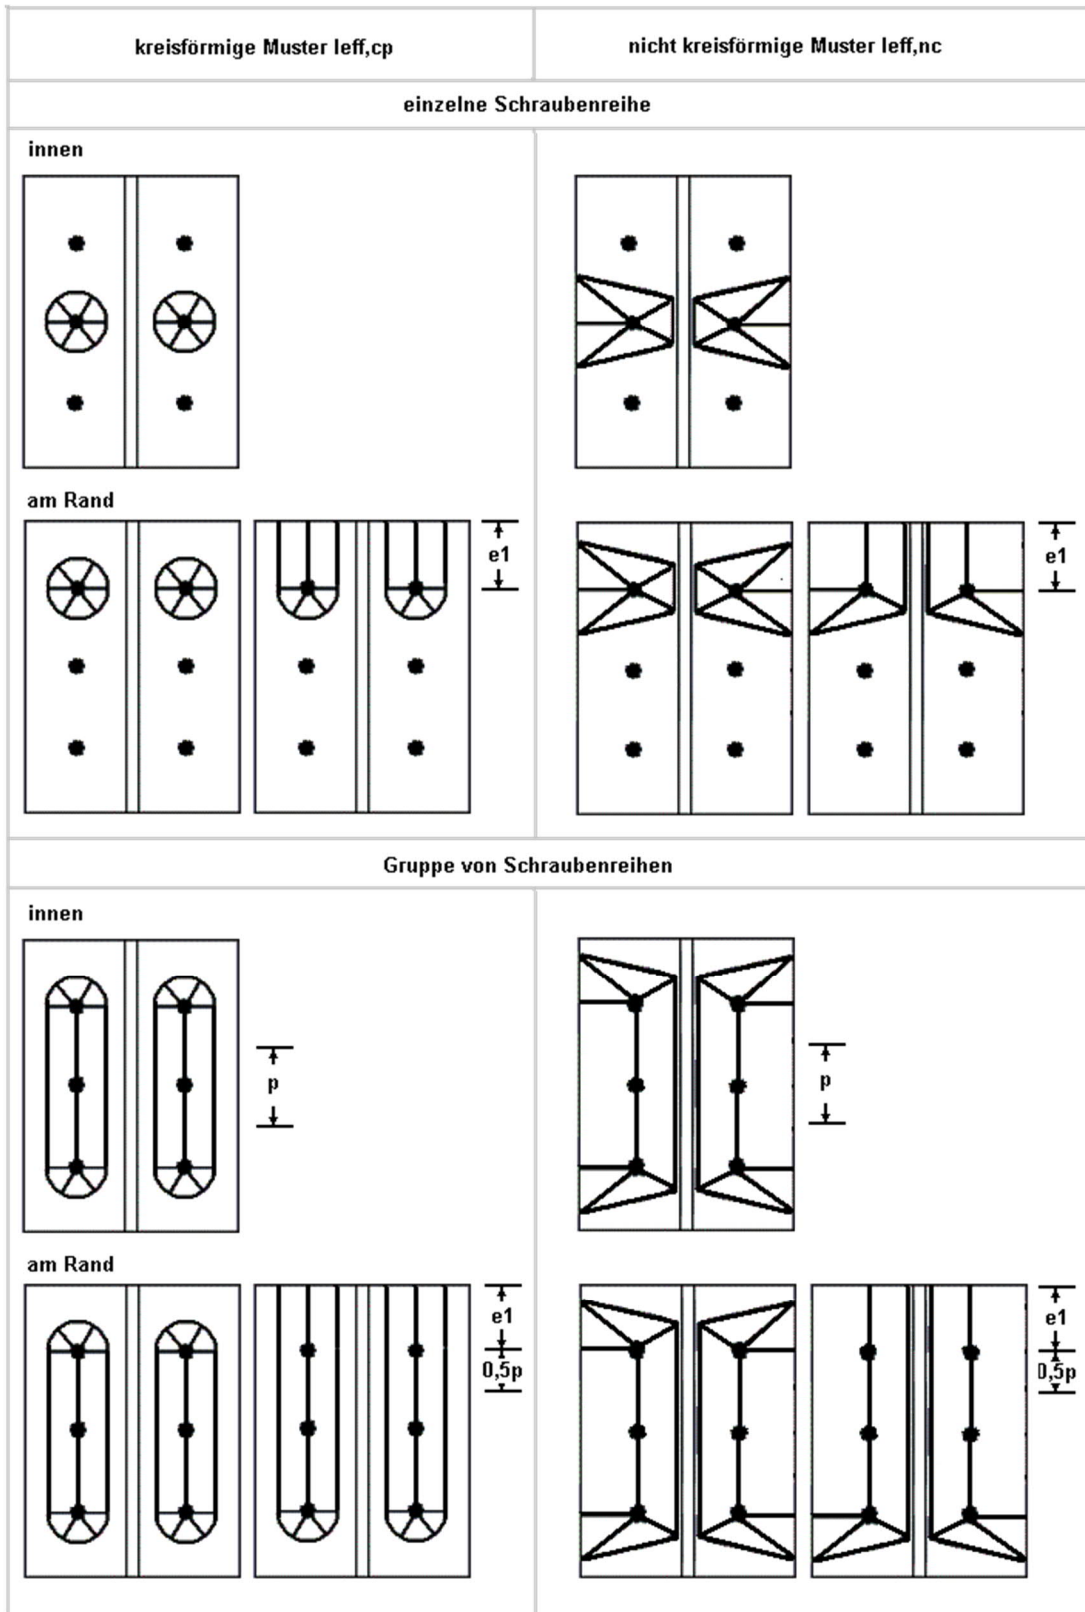 kreisförmige Muster leff,cp
nicht kreisförmige Muster leff,nc
einzelne Schraubenreihe
innen
am Rand
e1
e1
Gruppe von Schraubenreihen
innen
p
p
am Rand
e1
0,5p
e1
0,5p